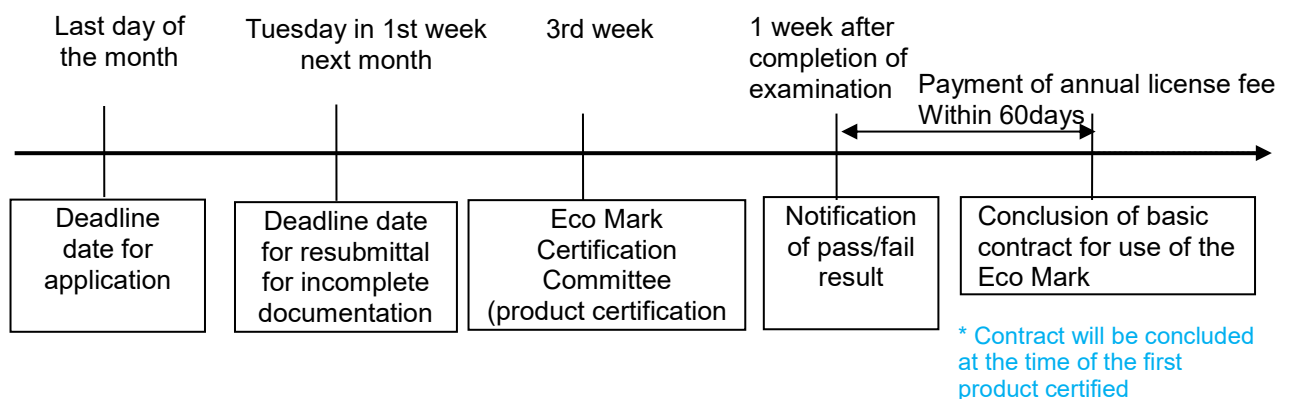 Last day of
the month
Tuesday in 1st week
next month
3rd week
1 week after
completion of
examination
Payment of annual license fee
Within 60days
Deadline
date for
application
Deadline date
for resubmittal
for incomplete
documentation
Eco Mark
Certification
Committee
(product certification
Notification
of pass/fail
result
Conclusion of basic
contract for use of the
Eco Mark
* Contract will be concluded
at the time of the first
product certified